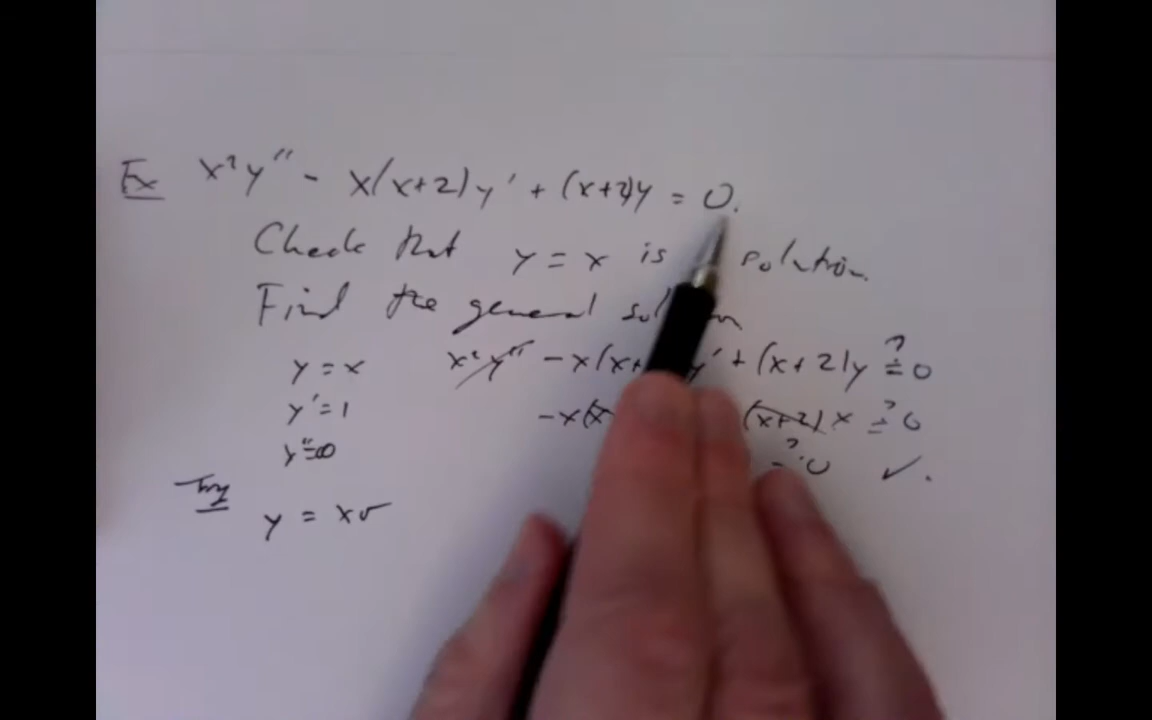 Ex x²y" - x(x+2)y' + (x+2)y = 0.
Check that y = x is solution.
Find the general
y = x x²y" - x(x+ y' + (x+2)y ≟ 0
y' = 1 -x(x (x+2)x ≟ 0
y"=0 ≟ 0 ✓.
Try y = xv